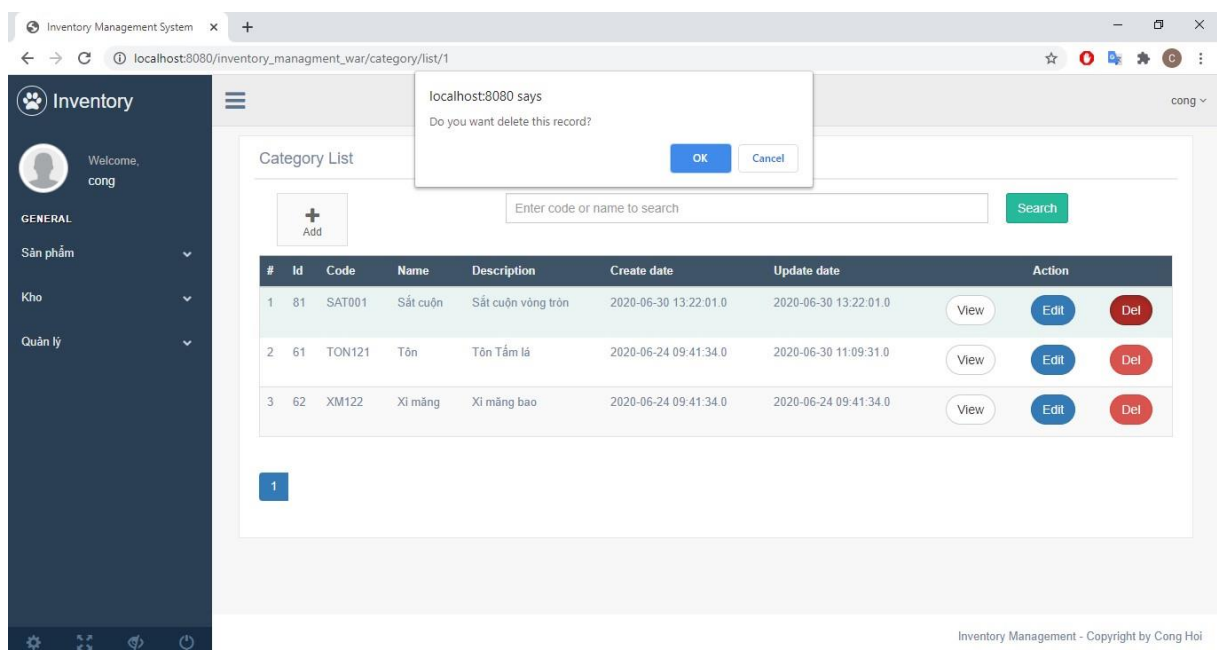 Inventory Management System
localhost:8080/inventory_managment_war/category/list/1
C
Inventory
localhost:8080 says
Do you want delete this record?
OK Cancel
cong
Welcome,
cong
Category List
GENERAL
Sản phẩm
Kho
Quản lý
Add
Enter code or name to search
Search
# Id Code Name Description Create date Update date Action
1 81 SAT001 Sắt cuộn Sắt cuộn vòng tròn 2020-06-30 13:22:01.0 2020-06-30 13:22:01.0 View Edit Del
2 61 TON121 Tôn Tôn Tấm lá 2020-06-24 09:41:34.0 2020-06-30 11:09:31.0 View Edit Del
3 62 XM122 Xi măng Xi măng bao 2020-06-24 09:41:34.0 2020-06-24 09:41:34.0 View Edit Del
1
Inventory Management - Copyright by Cong Hoi